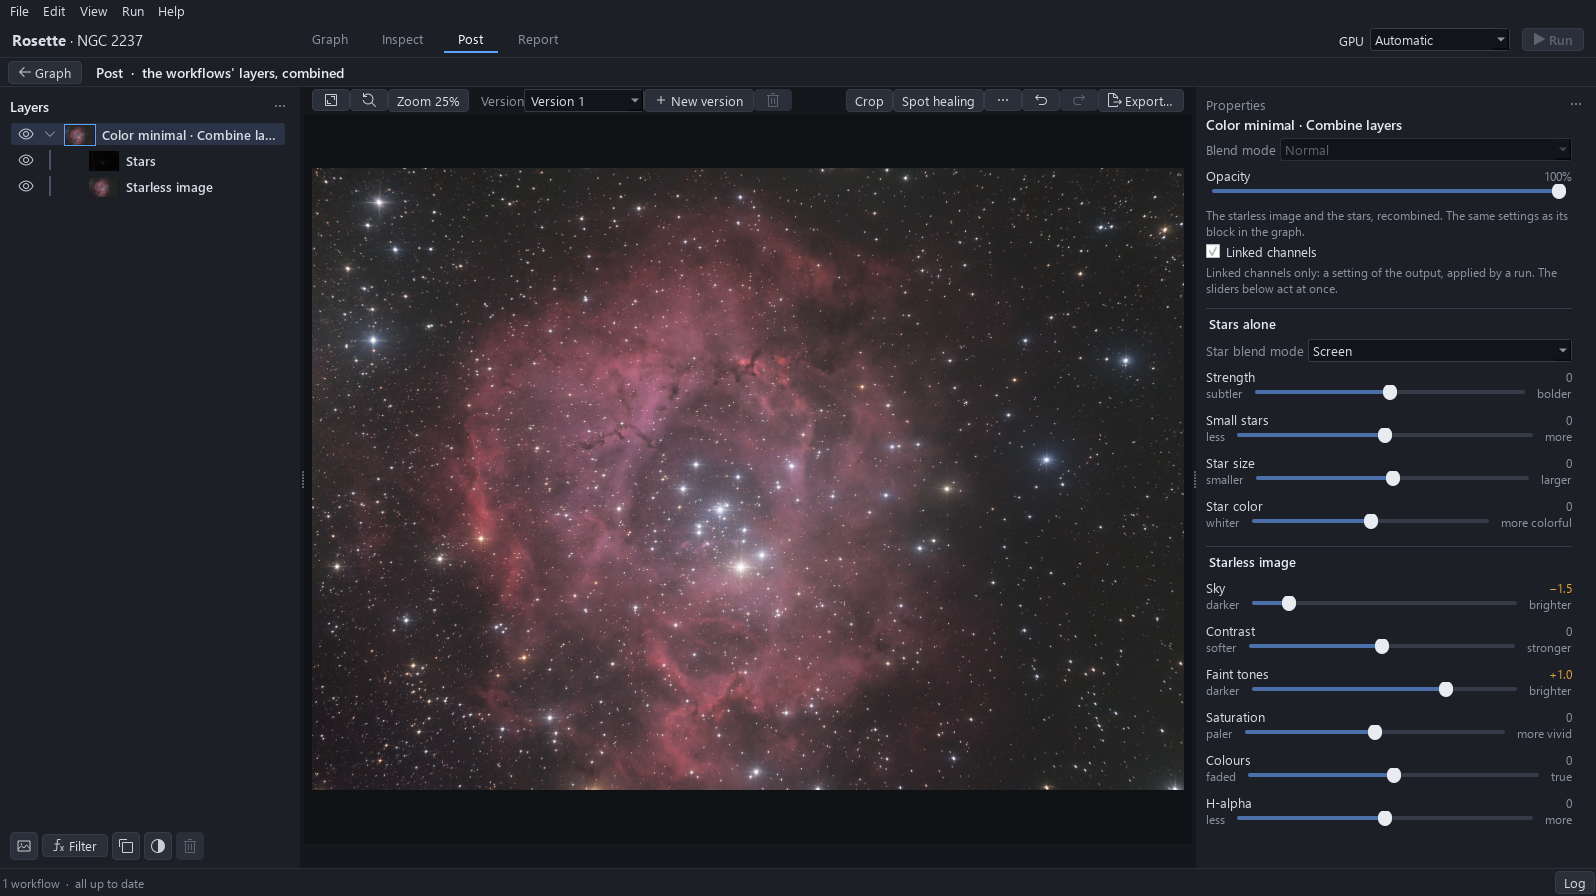 File Edit View Run Help
Rosette · NGC 2237
Graph Inspect Post Report
GPU Automatic Run
← Graph Post · the workflows' layers, combined
Layers ...
Color minimal · Combine la...
Stars
Starless image
Zoom 25% Version Version 1 + New version
Crop Spot healing ... Export...
Properties ...
Color minimal · Combine layers
Blend mode Normal
Opacity 100%
The starless image and the stars, recombined. The same settings as its
block in the graph.
Linked channels
Linked channels only: a setting of the output, applied by a run. The
sliders below act at once.
Stars alone
Star blend mode Screen
Strength 0
subtler bolder
Small stars 0
less more
Star size 0
smaller larger
Star color 0
whiter more colorful
Starless image
Sky −1.5
darker brighter
Contrast 0
softer stronger
Faint tones +1.0
darker brighter
Saturation 0
paler more vivid
Colours 0
faded true
H-alpha 0
less more
fx Filter
1 workflow · all up to date
Log